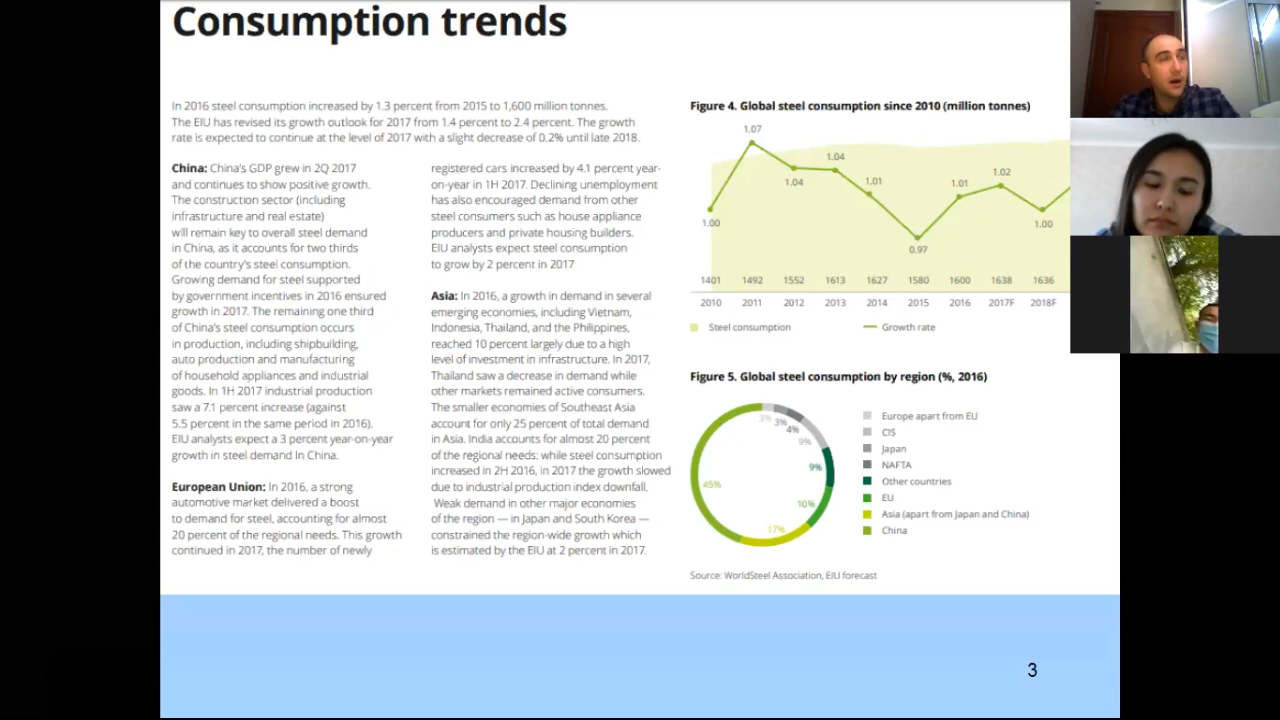 Consumption trends
In 2016 steel consumption increased by 1.3 percent from 2015 to 1,600 million tonnes.
The EIU has revised its growth outlook for 2017 from 1.4 percent to 2.4 percent. The growth
rate is expected to continue at the level of 2017 with a slight decrease of 0.2% until late 2018.
China: China's GDP grew in 2Q 2017
and continues to show positive growth.
The construction sector (including
infrastructure and real estate)
will remain key to overall steel demand
in China, as it accounts for two thirds
of the country's steel consumption.
Growing demand for steel supported
by government incentives in 2016 ensured
growth in 2017. The remaining one third
of China's steel consumption occurs
in production, including shipbuilding,
auto production and manufacturing
of household appliances and industrial
goods. In 1H 2017 industrial production
saw a 7.1 percent increase (against
5.5 percent in the same period in 2016).
EIU analysts expect a 3 percent year-on-year
growth in steel demand In China.
European Union: In 2016, a strong
automotive market delivered a boost
to demand for steel, accounting for almost
20 percent of the regional needs. This growth
continued in 2017, the number of newly
registered cars increased by 4.1 percent year-
on-year in 1H 2017. Declining unemployment
has also encouraged demand from other
steel consumers such as house appliance
producers and private housing builders.
EIU analysts expect steel consumption
to grow by 2 percent in 2017
Asia: In 2016, a growth in demand in several
emerging economies, including Vietnam,
Indonesia, Thailand, and the Philippines,
reached 10 percent largely due to a high
level of investment in infrastructure. In 2017,
Thailand saw a decrease in demand while
other markets remained active consumers.
The smaller economies of Southeast Asia
account for only 25 percent of total demand
in Asia. India accounts for almost 20 percent
of the regional needs: while steel consumption
increased in 2H 2016, in 2017 the growth slowed
due to industrial production index downfall.
Weak demand in other major economies
of the region — in Japan and South Korea —
constrained the region-wide growth which
is estimated by the EIU at 2 percent in 2017.
Figure 4. Global steel consumption since 2010 (million tonnes)
1.07
1.04
1.04
1.01
1.01
1.02
1.00
1.00
0.97
1401 1492 1552 1613 1627 1580 1600 1638 1636
2010 2011 2012 2013 2014 2015 2016 2017F 2018F
Steel consumption Growth rate
Figure 5. Global steel consumption by region (%, 2016)
3% 3% 4% 9% 9% 10% 17% 45%
Europe apart from EU
CIS
Japan
NAFTA
Other countries
EU
Asia (apart from Japan and China)
China
Source: WorldSteel Association, EIU forecast
3